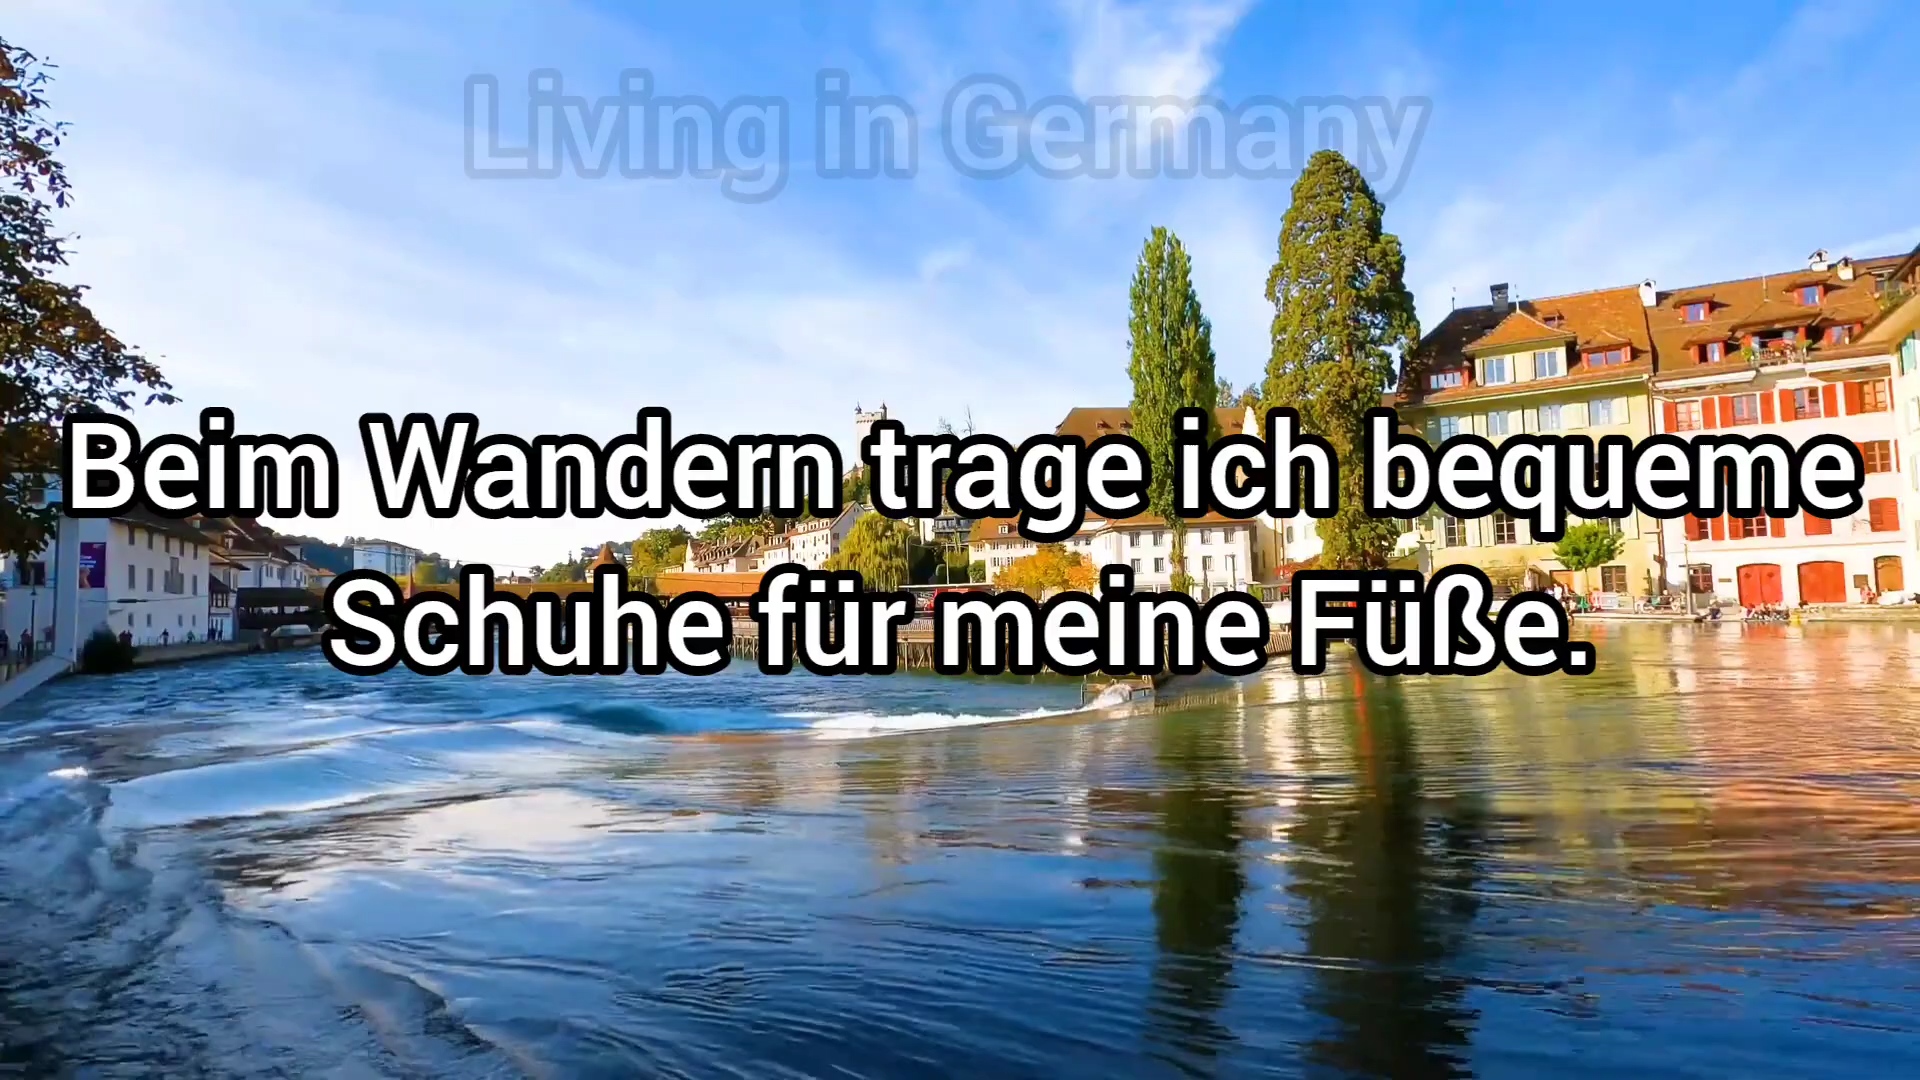 Living in Germany
Beim Wandern trage ich bequeme
Schuhe für meine Füße.